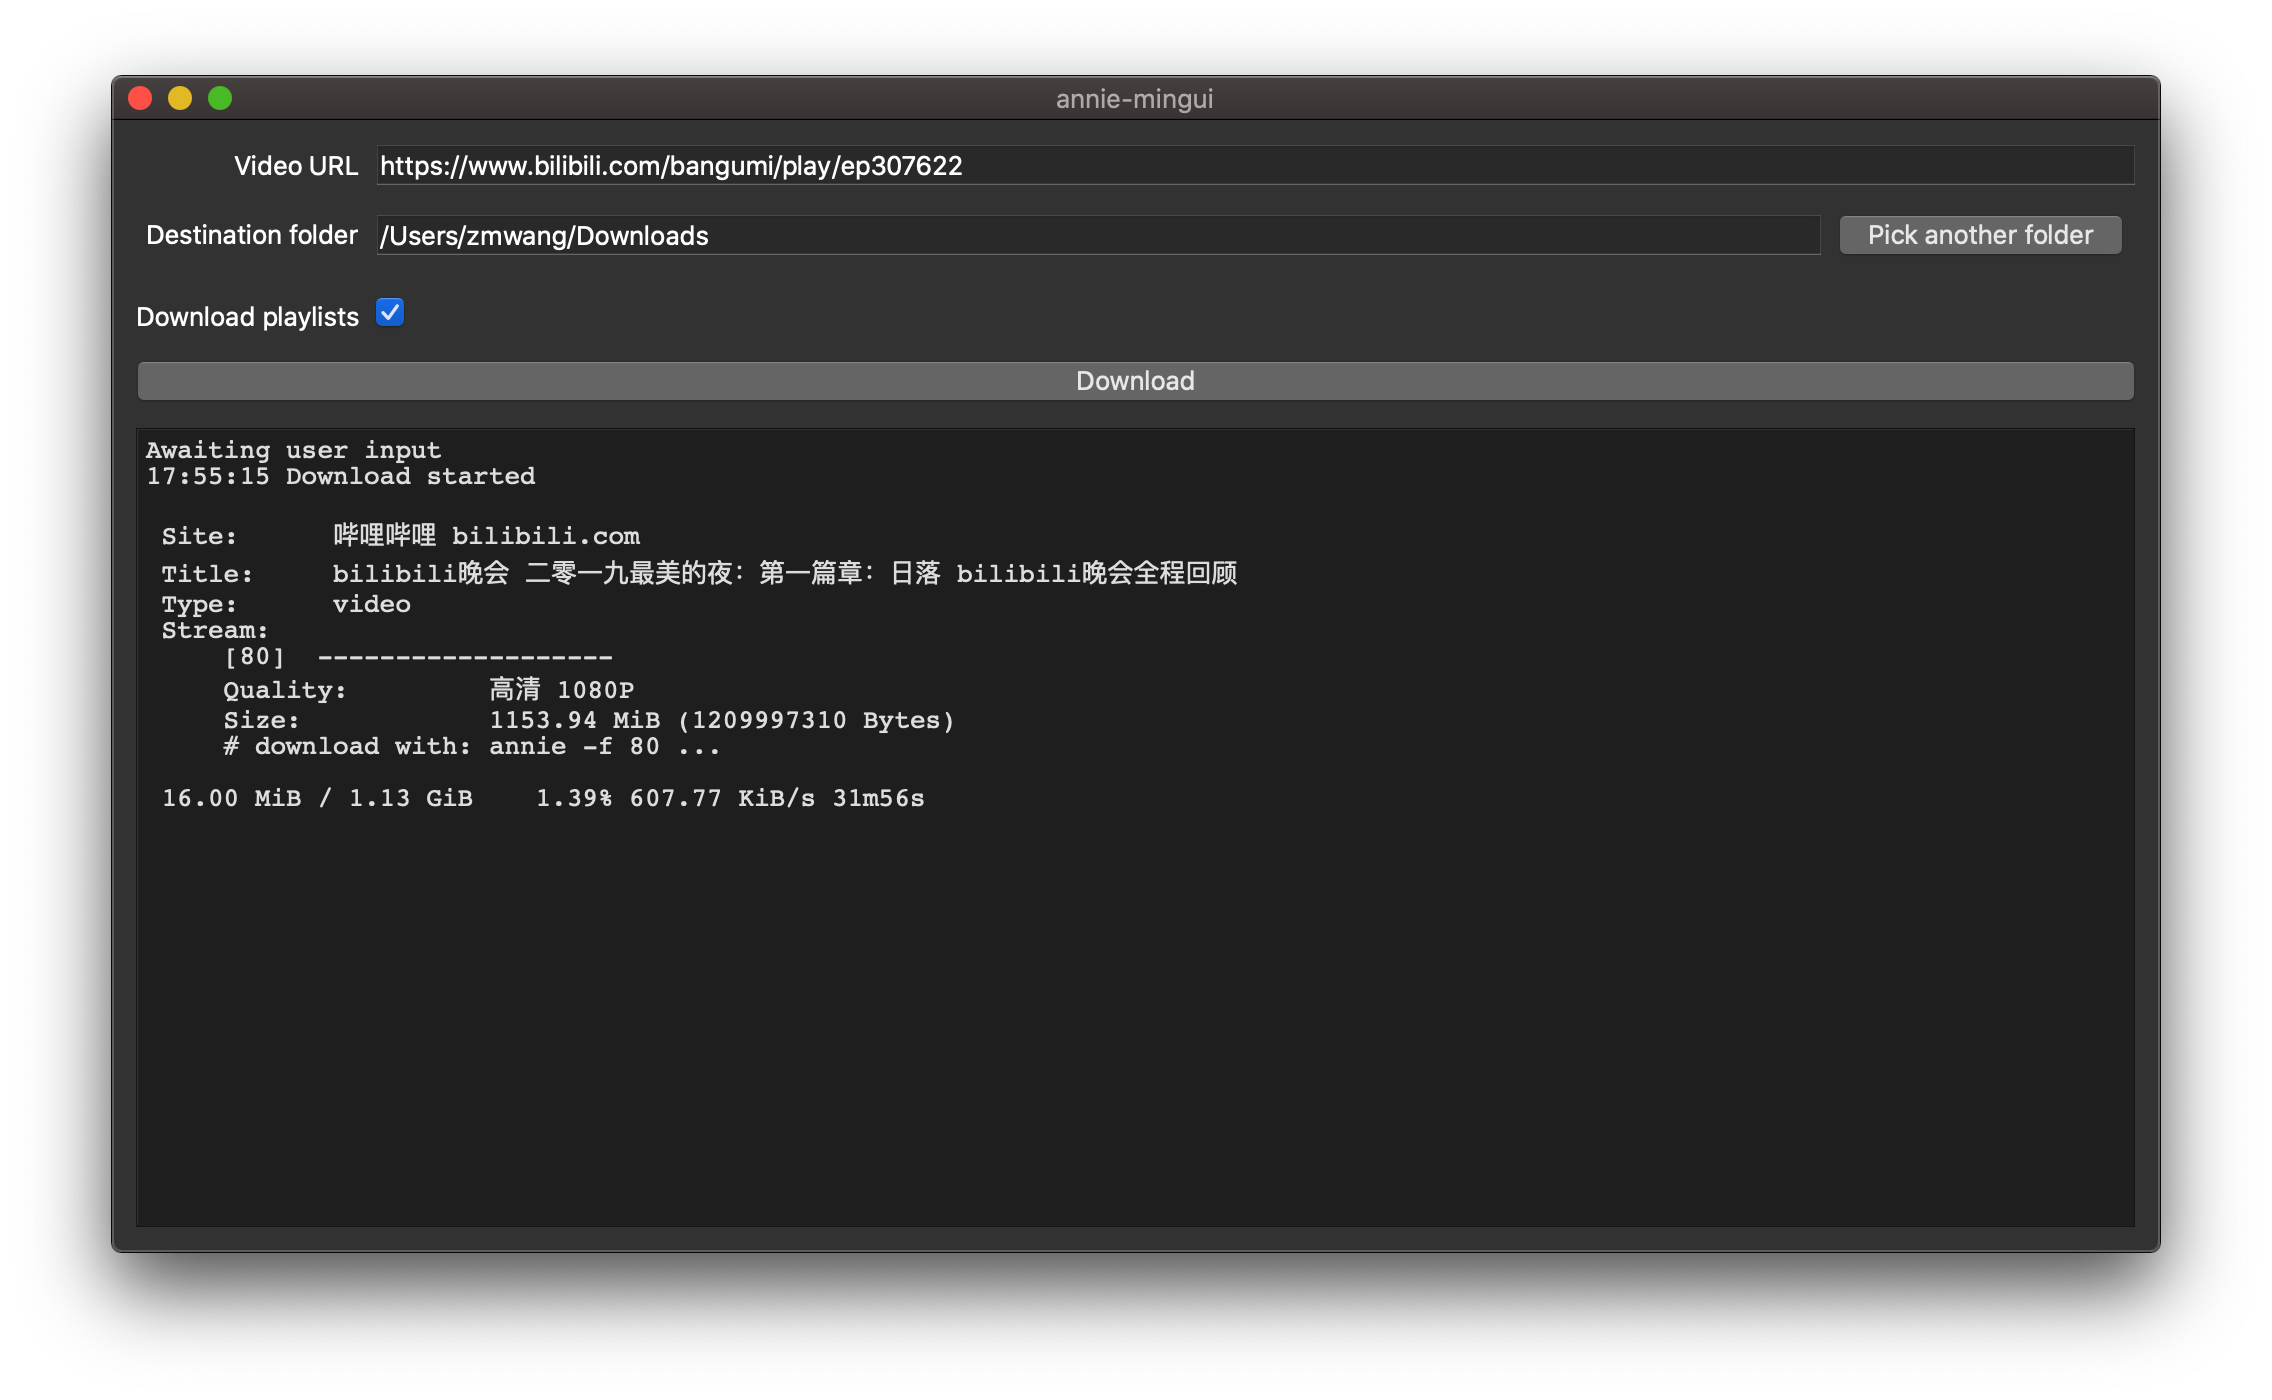 annie-mingui
Video URL https://www.bilibili.com/bangumi/play/ep307622
Destination folder /Users/zmwang/Downloads Pick another folder
Download playlists
Download
Awaiting user input
17:55:15 Download started
Site: 哔哩哔哩 bilibili.com
Title: bilibili晚会 二零一九最美的夜：第一篇章：日落 bilibili晚会全程回顾
Type: video
Stream:
[80] -------------------
Quality: 高清 1080P
Size: 1153.94 MiB (1209997310 Bytes)
# download with: annie -f 80 ...
16.00 MiB / 1.13 GiB 1.39% 607.77 KiB/s 31m56s